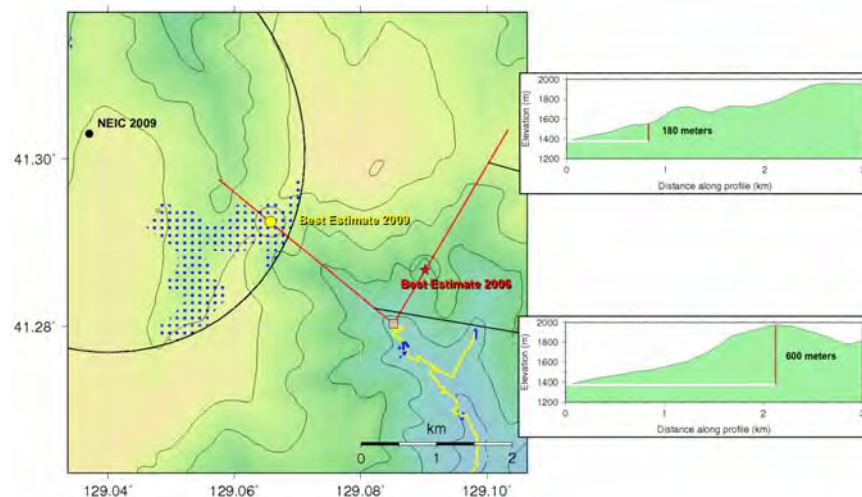 NEIC 2009
Best Estimate 2009
Best Estimate 2006
41.30
41.28
129.04
129.06
129.08
129.10
km
0
1
2
2000
1800
1600
1400
1200
Elevation (m)
180 meters
0
1
2
Distance along profile (km)
2000
1800
1600
1400
1200
Elevation (m)
600 meters
0
1
2
Distance along profile (km)